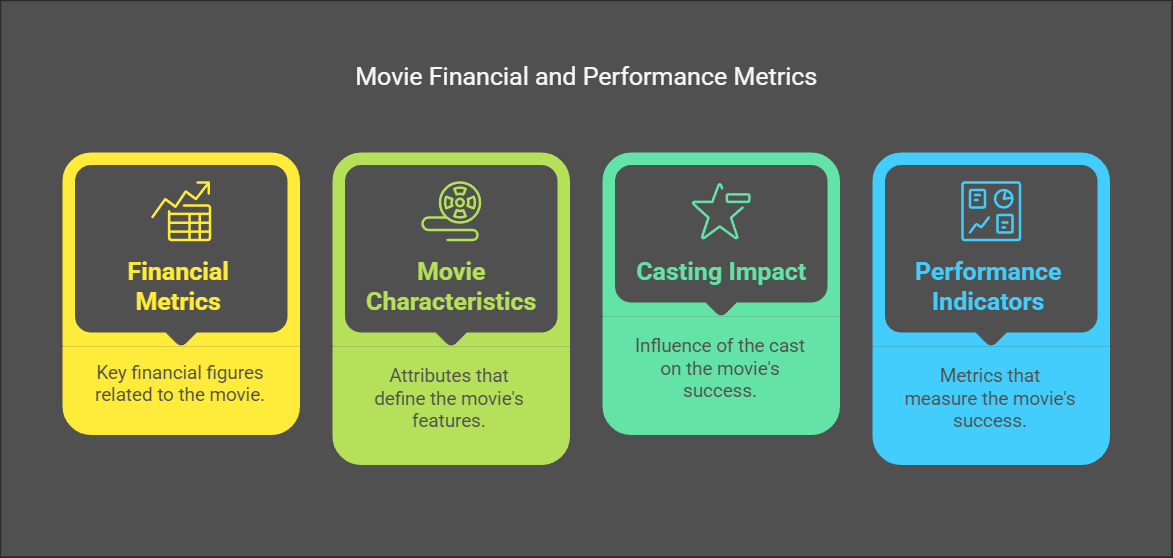 Movie Financial and Performance Metrics
Financial
Metrics
Key financial figures
related to the movie.
Movie
Characteristics
Attributes that
define the movie's
features.
Casting Impact
Influence of the cast
on the movie's
success.
Performance
Indicators
Metrics that
measure the movie's
success.